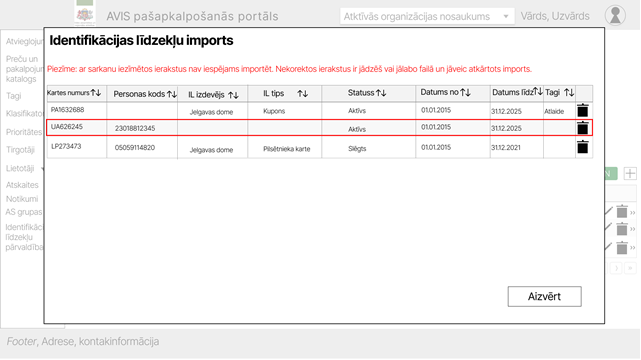 AVIS pašapkalpošanās portāls
Atktīvās organizācijas nosaukums
Vārds, Uzvārds
Atvieglojum
Preču un
pakalpojum
katalogs
Tagi
Klasifikator
Prioritātes
Tirgotāji
Lietotāji
Atskaites
Notikumi
AS grupas
Identifikāci
līdzekļu
pārvaldība
Identifikācijas līdzekļu imports
Piezīme: ar sarkanu iezīmētos ierakstus nav iespējams importēt. Nekorektos ierakstus ir jādzēš vai jālabo failā un jāveic atkārtots imports.
Kartes numurs Personas kods IL izdevējs IL tips Statuss Datums no Datums līdz Tagi
PA1632688 Jelgavas dome Kupons Aktīvs 01.01.2015 31.12.2025 Atlaide
UA626245 23018812345 Aktīvs 01.01.2015 31.12.2025
LP273473 05059114820 Jelgavas dome Pilsētnieka karte Slēgts 01.01.2015 31.12.2021
N
Aizvērt
Footer, Adrese, kontakinformācija